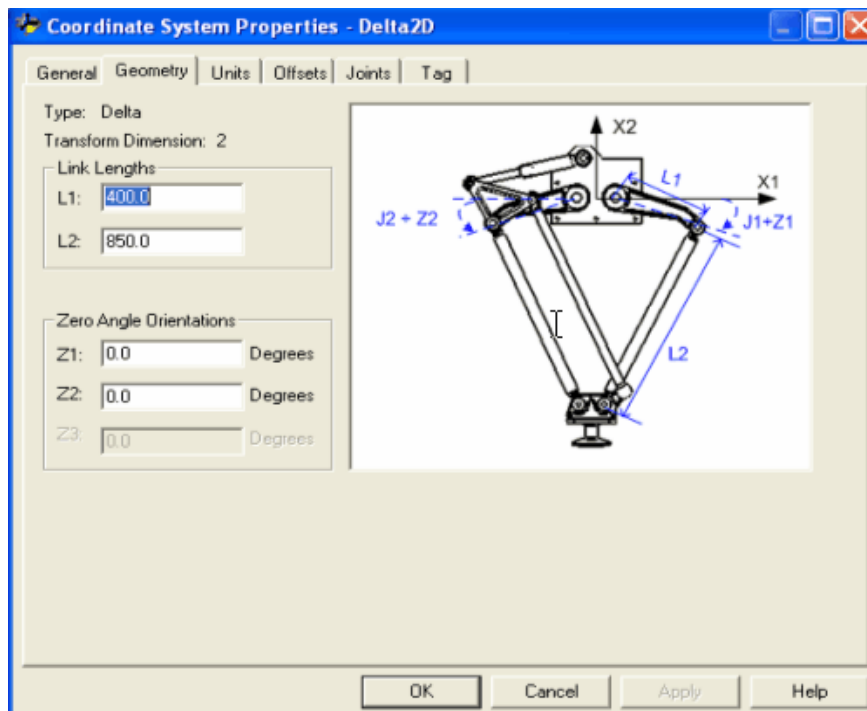 Coordinate System Properties - Delta2D
General Geometry Units Offsets Joints Tag
Type: Delta
Transform Dimension: 2
Link Lengths
L1: 400.0
L2: 850.0
Zero Angle Orientations
Z1: 0.0 Degrees
Z2: 0.0 Degrees
Z3: 0.0 Degrees
X2
L1
X1
J2 + Z2
J1+Z1
L2
OK Cancel Apply Help